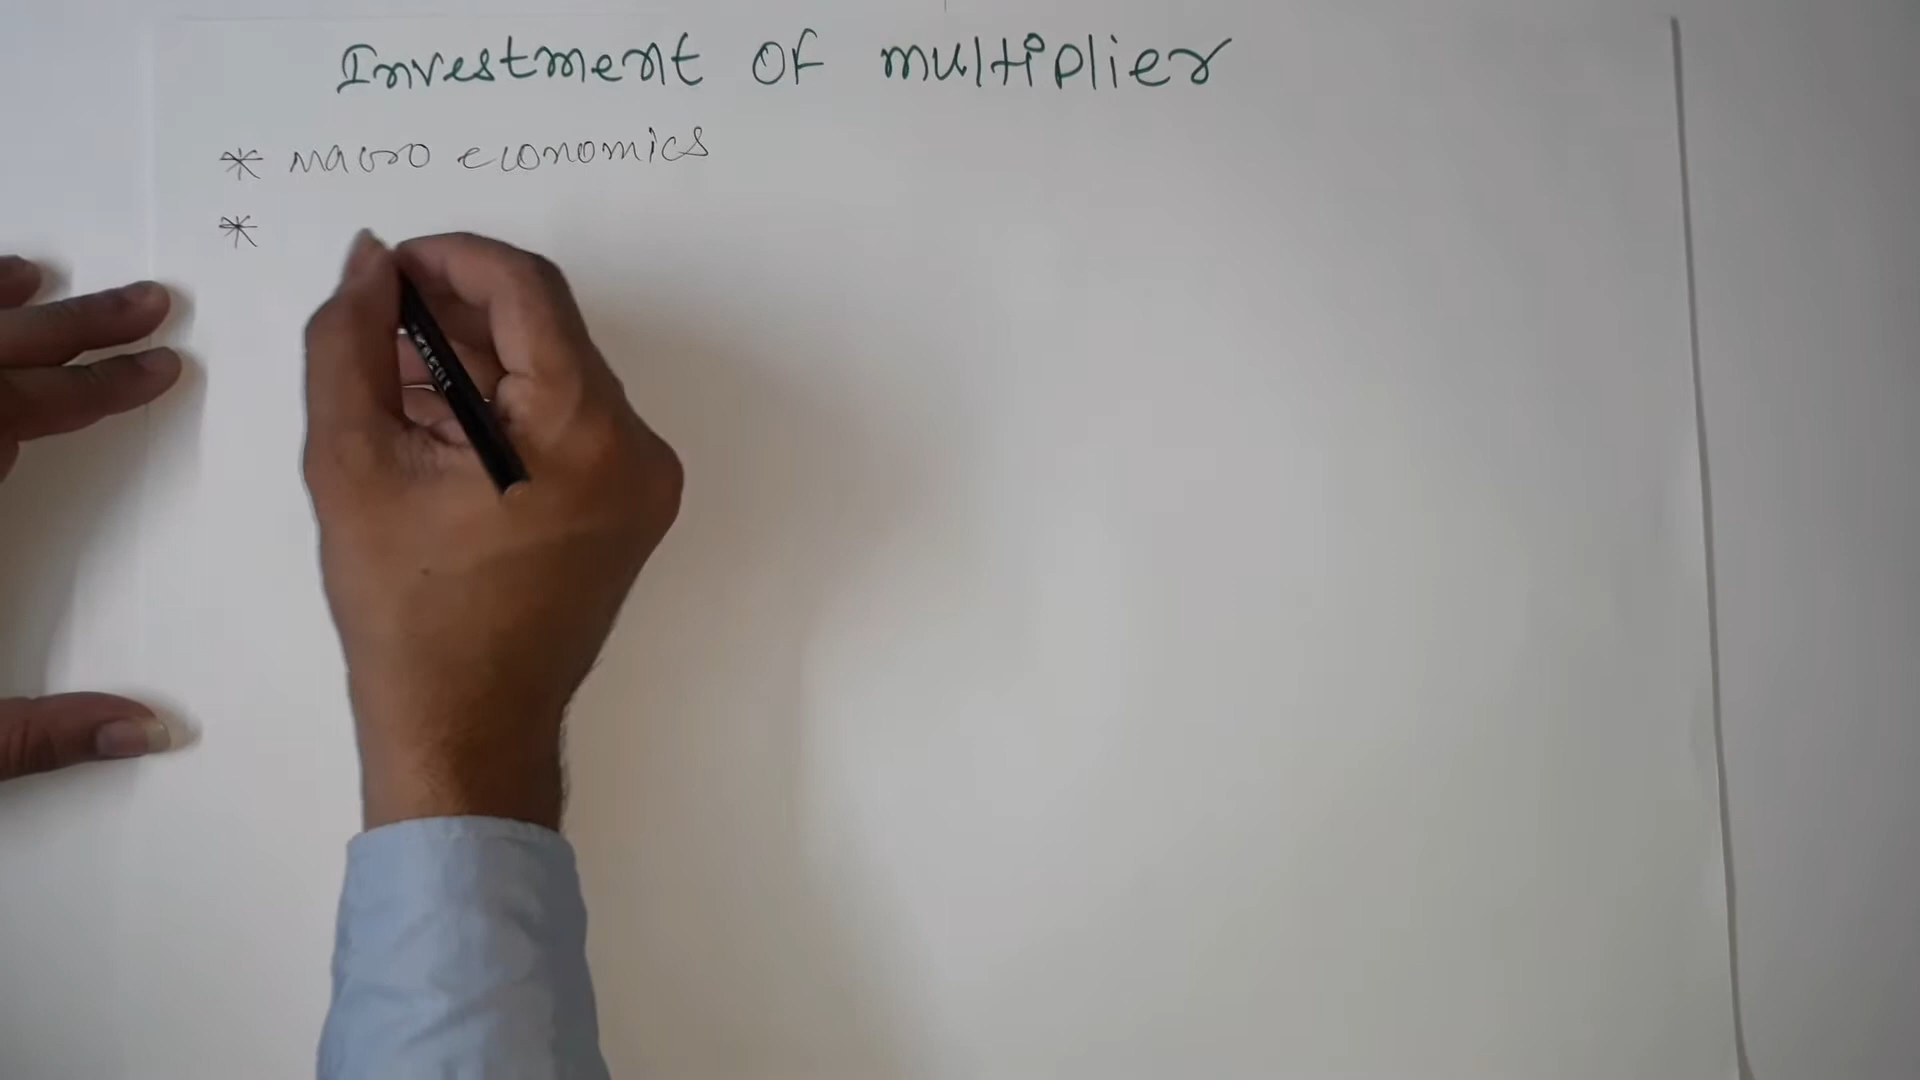 Investment OF multiplier
* macro economics
*